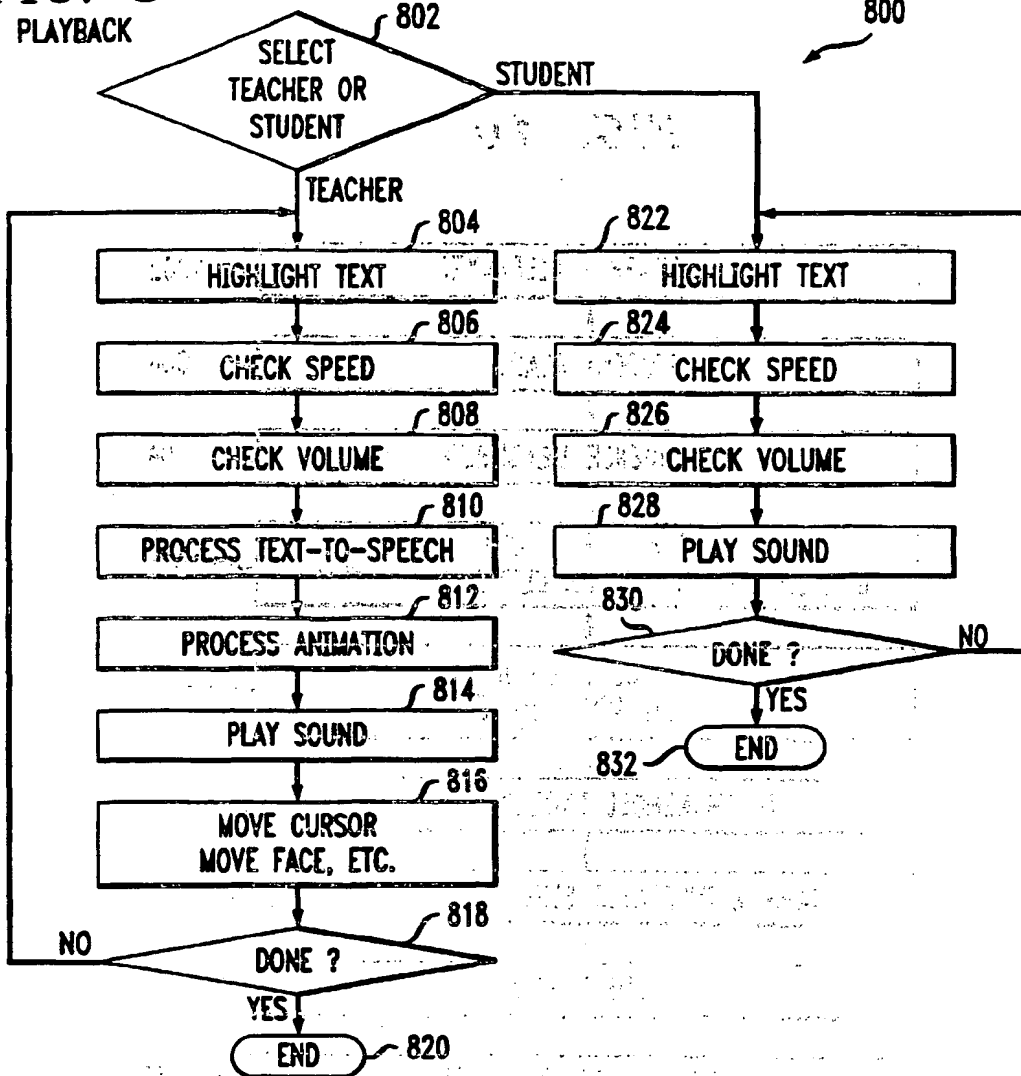 PLAYBACK
800
802
SELECT
TEACHER OR
STUDENT
STUDENT
TEACHER
804
HIGHLIGHT TEXT
806
CHECK SPEED
808
CHECK VOLUME
810
PROCESS TEXT-TO-SPEECH
812
PROCESS ANIMATION
814
PLAY SOUND
816
MOVE CURSOR
MOVE FACE, ETC.
818
DONE ?
NO
YES
END
820
822
HIGHLIGHT TEXT
824
CHECK SPEED
826
CHECK VOLUME
828
PLAY SOUND
830
DONE ?
NO
YES
END
832